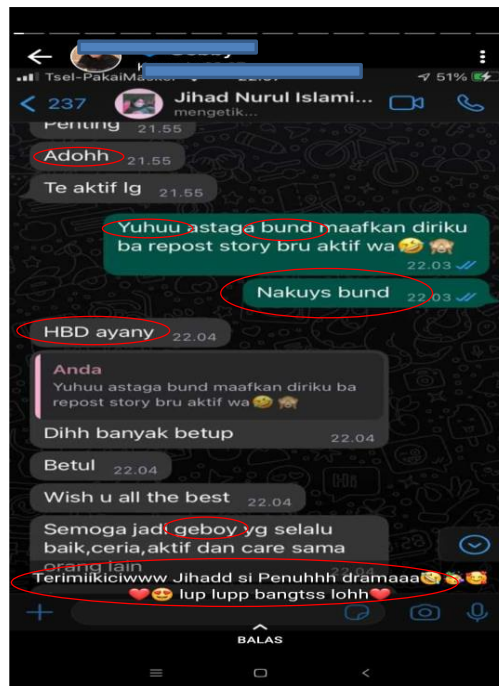 Tsel-PakaiMasker
51%
237
Jihad Nurul Islami...
mengetik...
Penting 21.55
Adohh 21.55
Te aktif lg 21.55
Yuhuu astaga bund maafkan diriku
ba repost story bru aktif wa🤣🙈
22.03
Nakuys bund 22.03
HBD ayany 22.04
Anda
Yuhuu astaga bund maafkan diriku ba
repost story bru aktif wa🤣🙈
Dihh banyak betup 22.04
Betul 22.04
Wish u all the best 22.04
Semoga jadi geboy yg selalu
baik,ceria,aktif dan care sama
orang lain 22.04
Terimiikiciwww Jihadd si Penuhhh dramaaa
❤️😍 lup lupp bangtss lohh❤️
BALAS